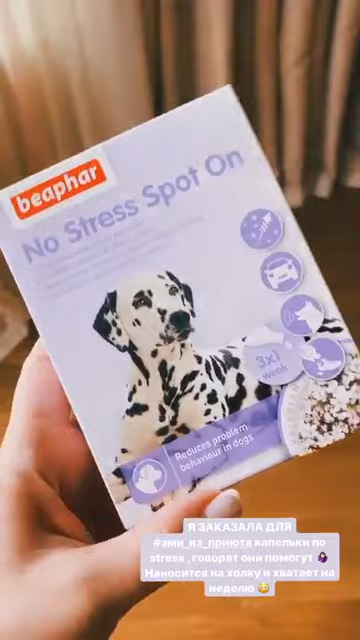 beaphar
No Stress Spot On
3x1
week
Reduces problem
behaviour in dogs
Я ЗАКАЗАЛА ДЛЯ
#эми_из_приюта капельки по
stress , говорят они помогут 🤷🏻‍♀️
Наносится на холку и хватает на
неделю 😳